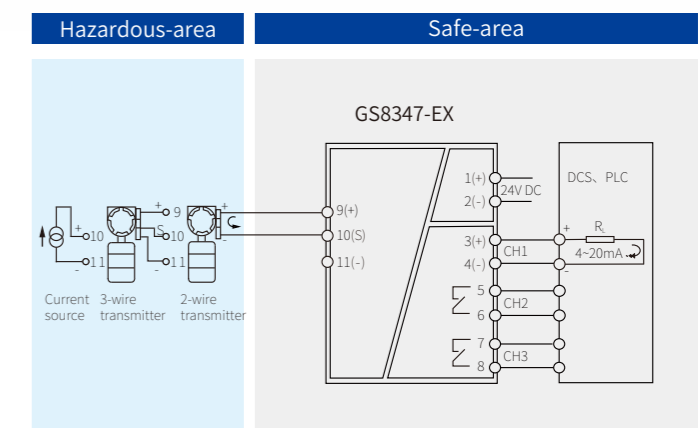 Hazardous-area
Safe-area
GS8347-EX
1(+)
24V DC
2(-)
DCS、PLC
+ 9
+
9(+)
+ 10
S 10
-
10(S)
3(+)
CH1
+
RL
4~20mA
- 11
- 11
11(-)
4(-)
-
Current source
3-wire transmitter
2-wire transmitter
5
CH2
6
7
CH3
8